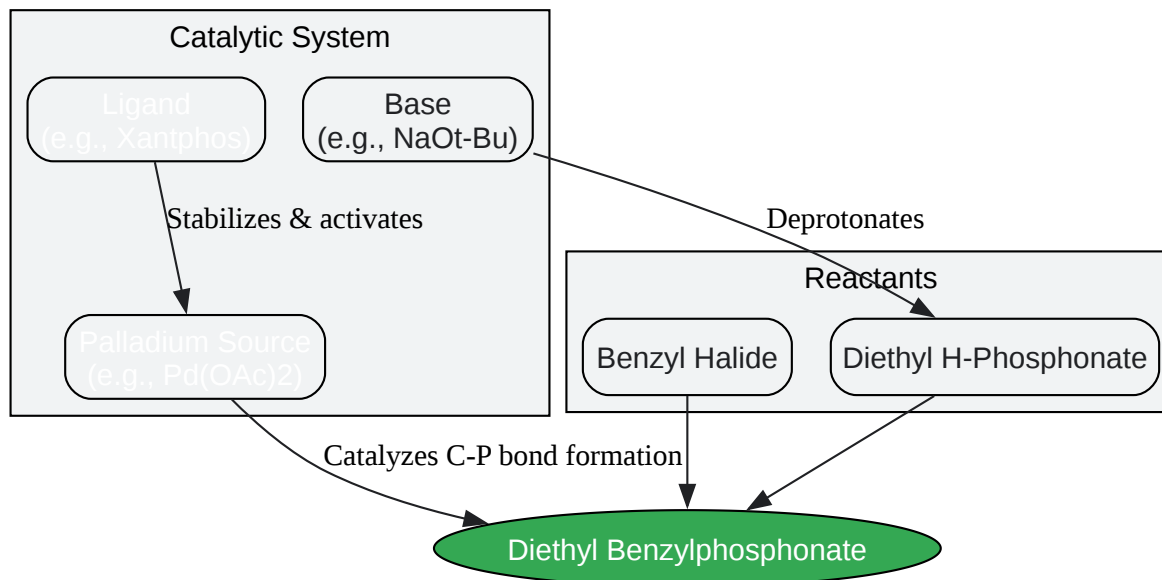 Catalytic System
Ligand
(e.g., Xantphos)
Base
(e.g., NaOt-Bu)
Stabilizes & activates
Deprotonates
Reactants
Palladium Source
(e.g., Pd(OAc)2)
Benzyl Halide
Diethyl H-Phosphonate
Catalyzes C-P bond formation
Diethyl Benzylphosphonate